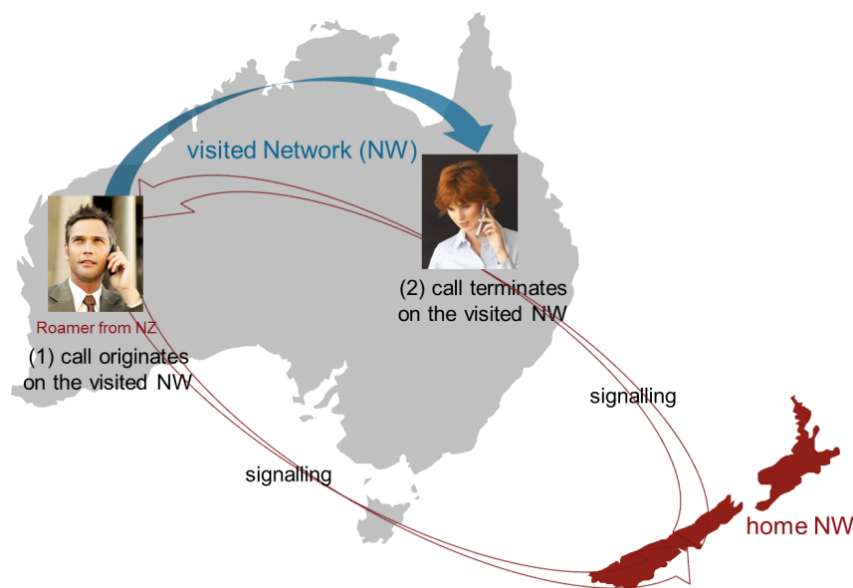 visited Network (NW)
Roamer from NZ
(1) call originates
on the visited NW
(2) call terminates
on the visited NW
signalling
signalling
home NW